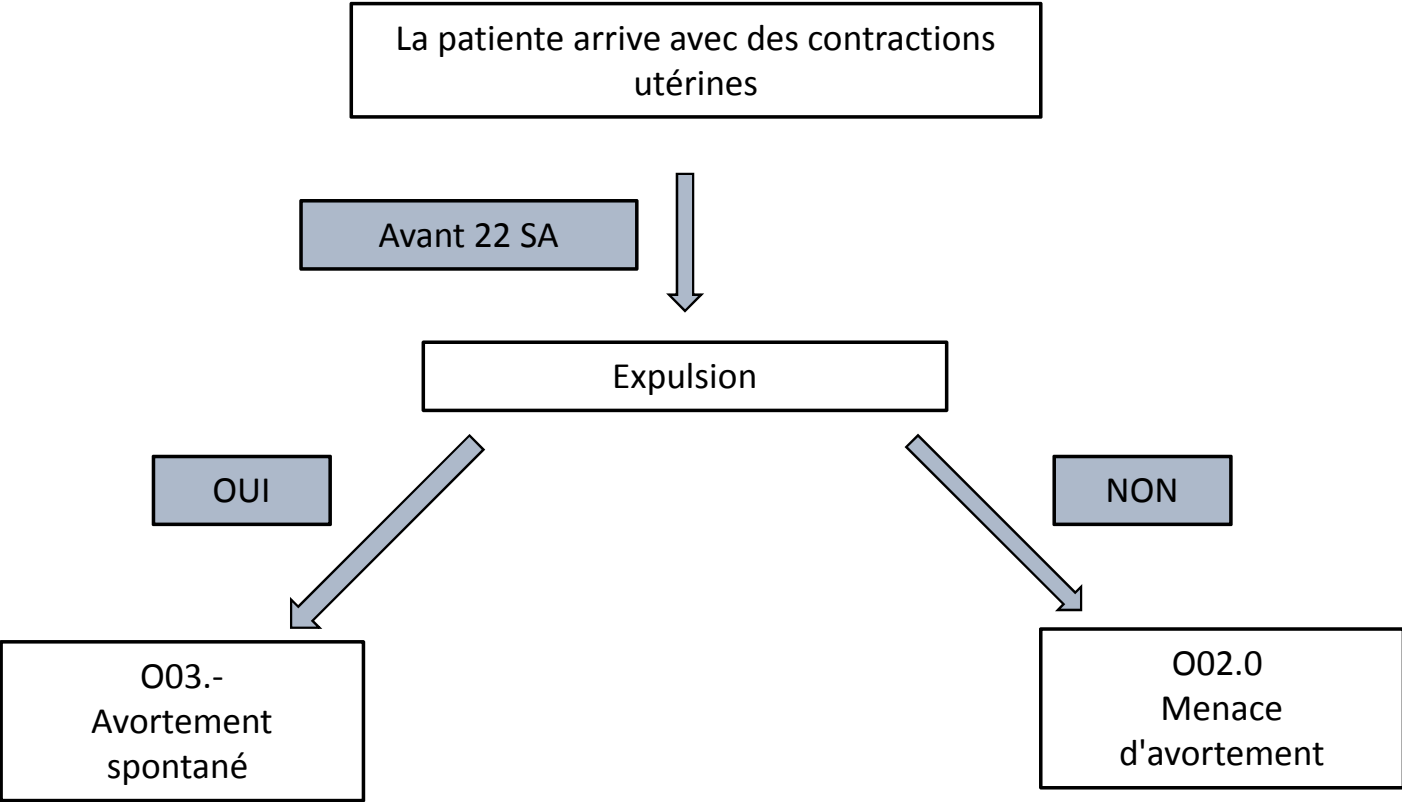 La patiente arrive avec des contractions
utérines
Avant 22 SA
Expulsion
OUI
NON
O03.-
Avortement
spontané
O02.0
Menace
d'avortement